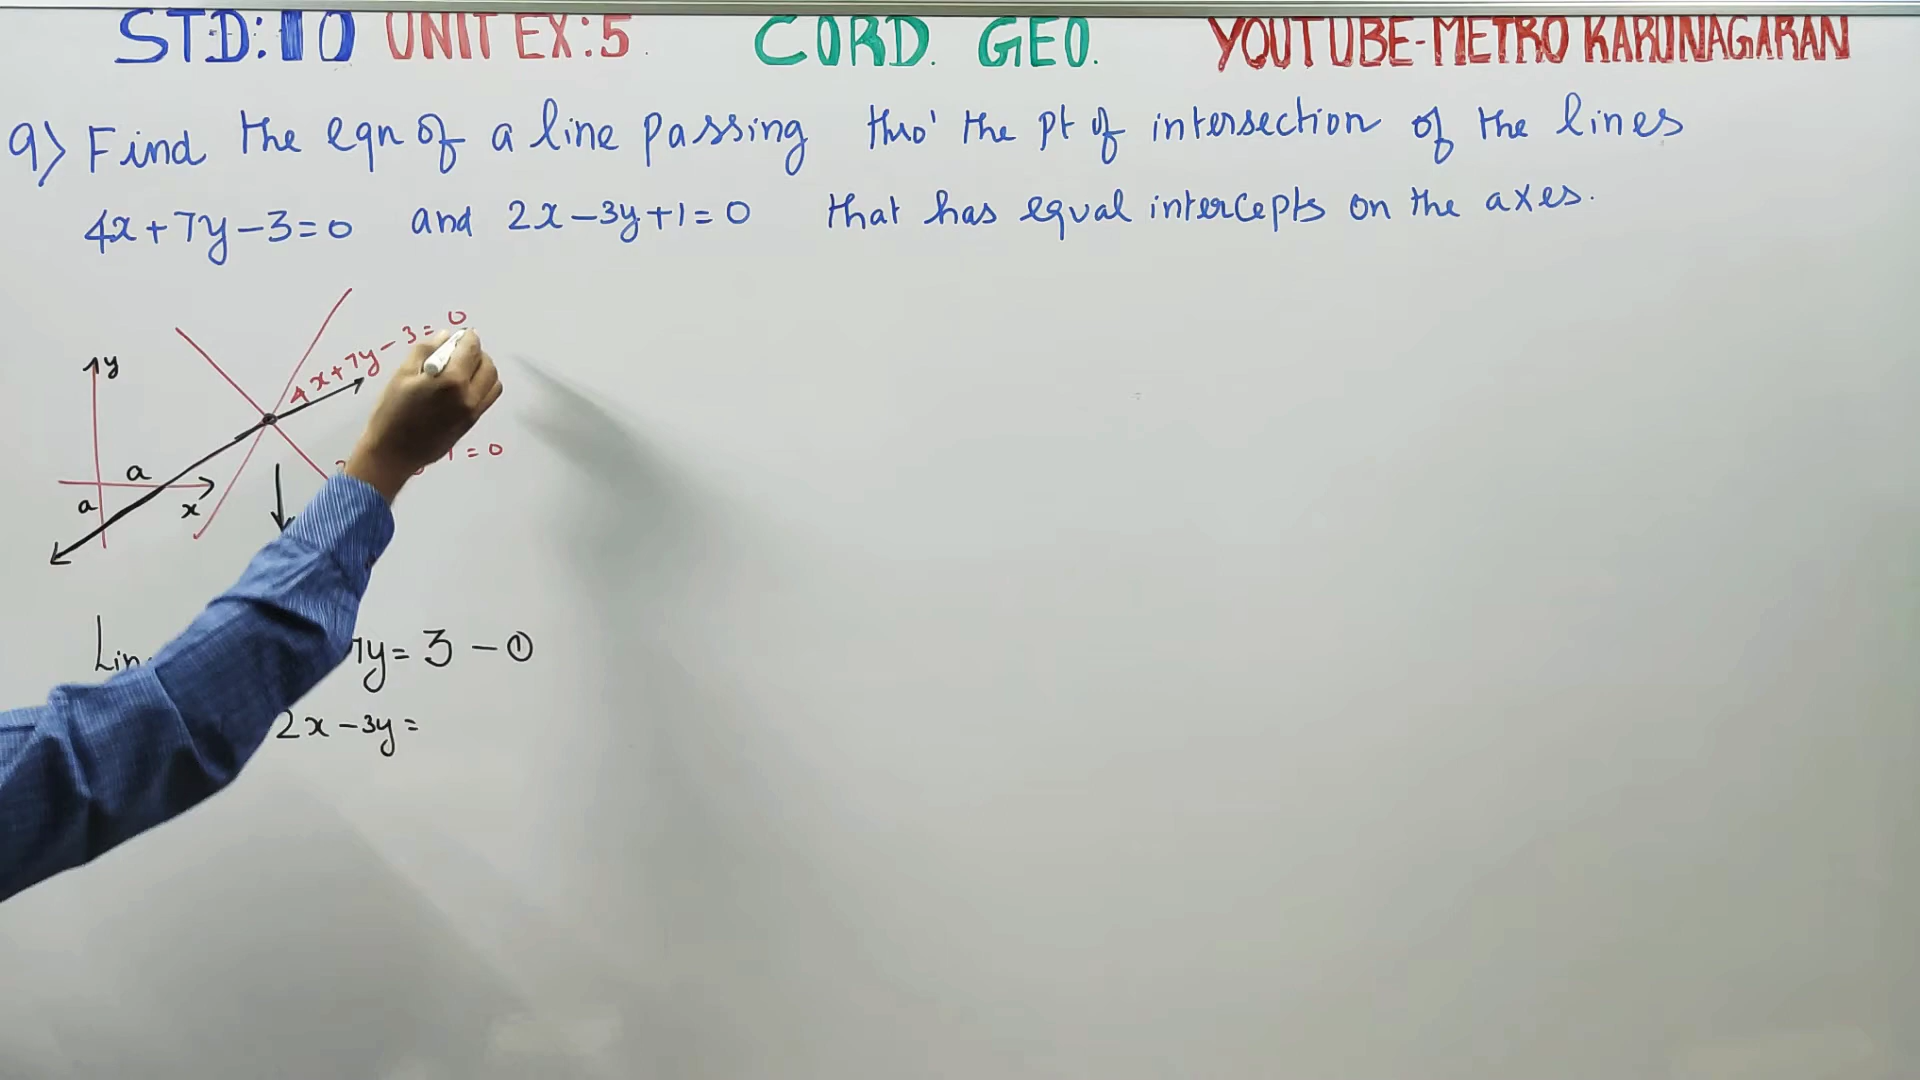 STD: 10 UNIT EX: 5. CORD. GEO. YOUTUBE-METRO KARUNAGARAN
9) Find the eqn of a line passing thro' the pt of intersection of the lines
4x+7y-3=0 and 2x-3y+1=0 that has equal intercepts on the axes.
4x+7y-3=0
y
a
a
x
=0
7y=3-①
2x-3y=